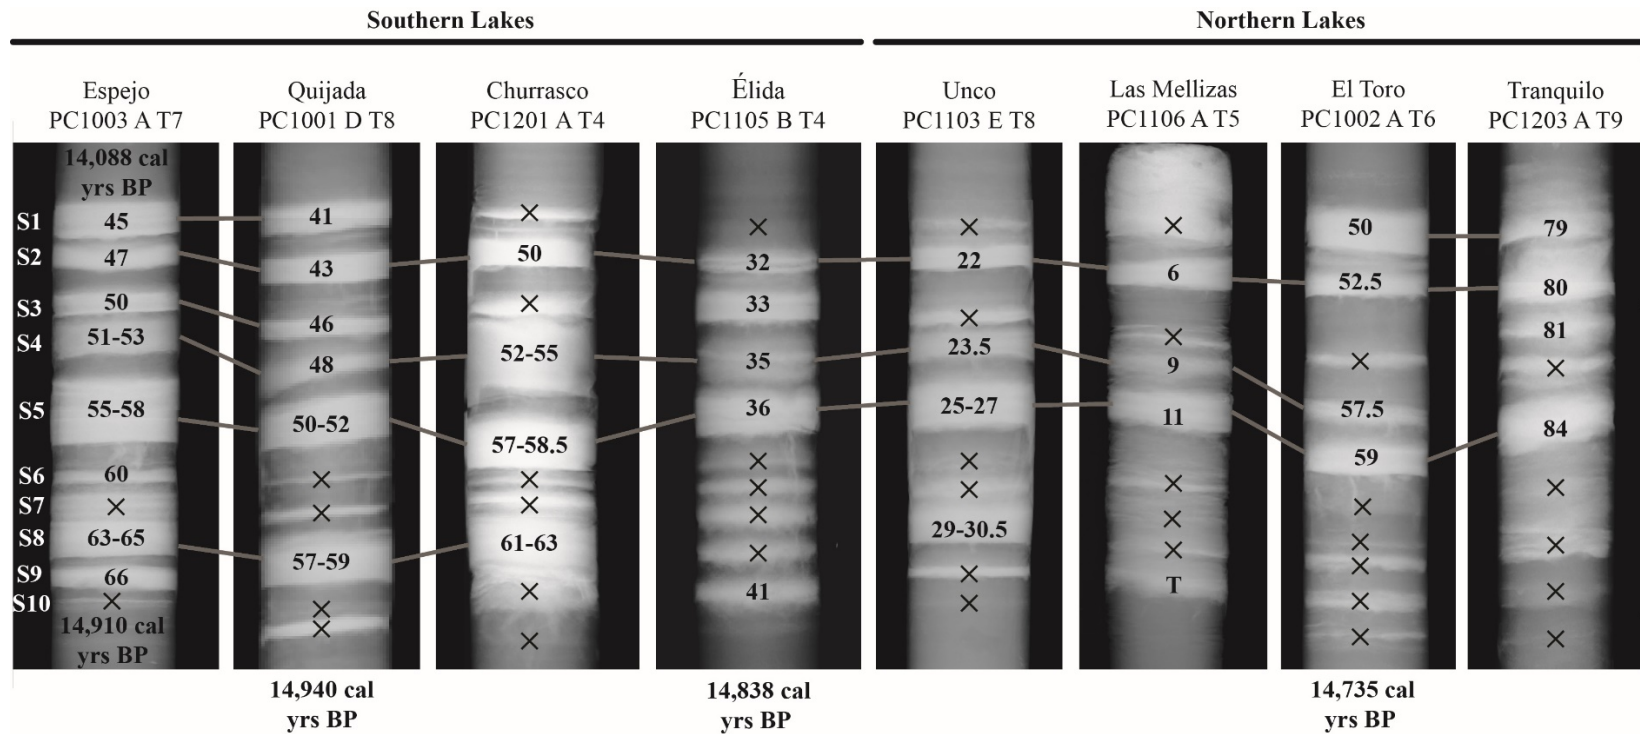 Southern Lakes
Northern Lakes
Espejo
PC1003 A T7
Quijada
PC1001 D T8
Churrasco
PC1201 A T4
Élida
PC1105 B T4
Unco
PC1103 E T8
Las Mellizas
PC1106 A T5
El Toro
PC1002 A T6
Tranquilo
PC1203 A T9
S1
S2
S3
S4
S5
S6
S7
S8
S9
S10
14,088 cal
yrs BP
45
47
50
51-53
55-58
60
×
63-65
66
×
14,910 cal
yrs BP
41
43
46
48
50-52
×
×
57-59
×
×
14,940 cal
yrs BP
×
50
×
52-55
57-58.5
×
×
61-63
×
×
×
32
33
35
36
×
×
×
×
41
14,838 cal
yrs BP
×
22
×
23.5
25-27
×
×
29-30.5
×
×
×
6
×
9
11
×
×
×
T
50
52.5
×
57.5
59
×
×
×
×
×
14,735 cal
yrs BP
79
80
81
×
84
×
×
×
×